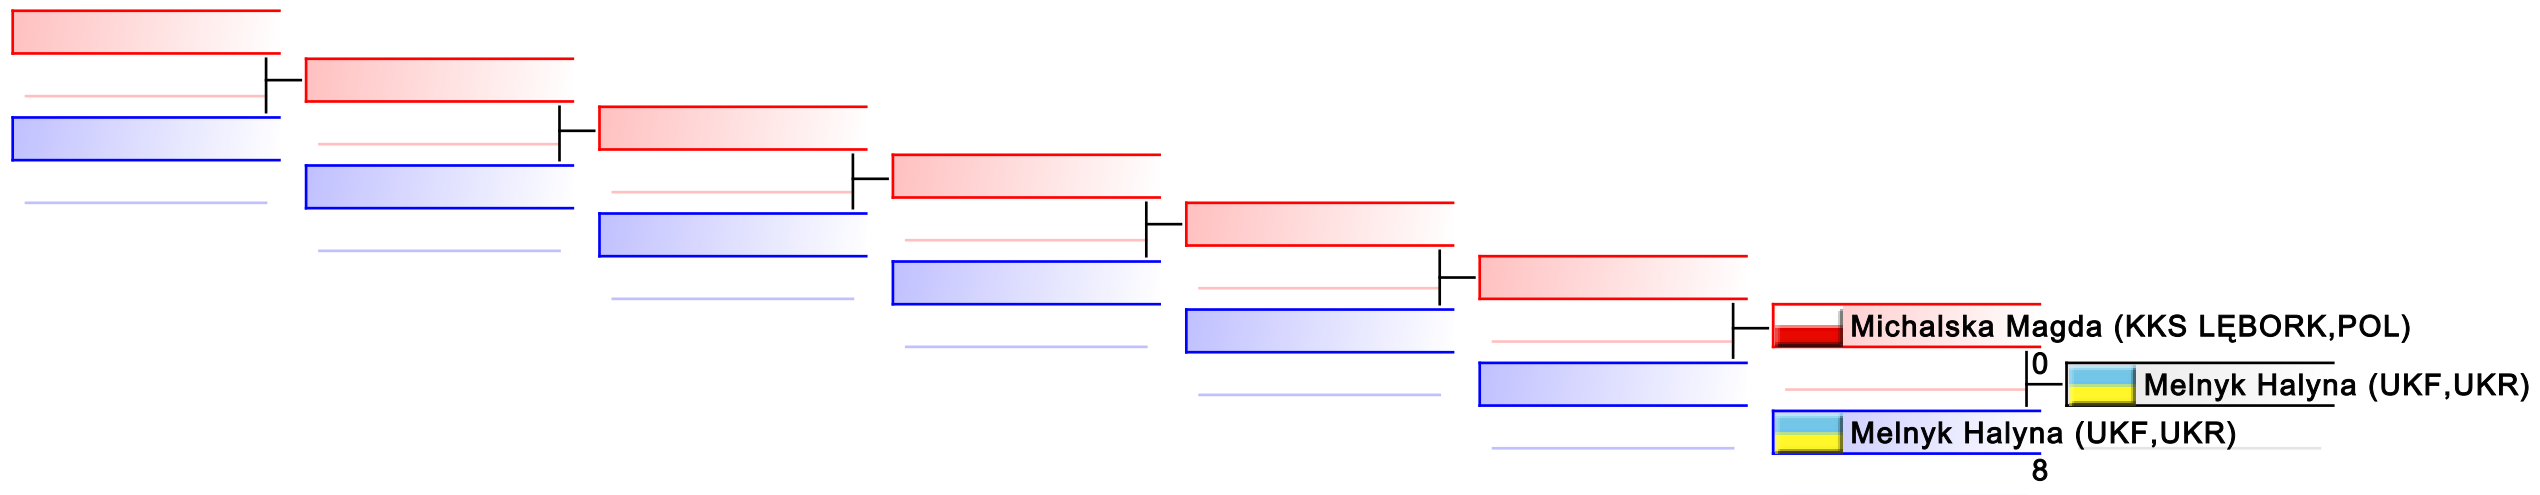 Michalska Magda (KKS LĘBORK,POL)
0
Melnyk Halyna (UKF,UKR)
Melnyk Halyna (UKF,UKR)
8